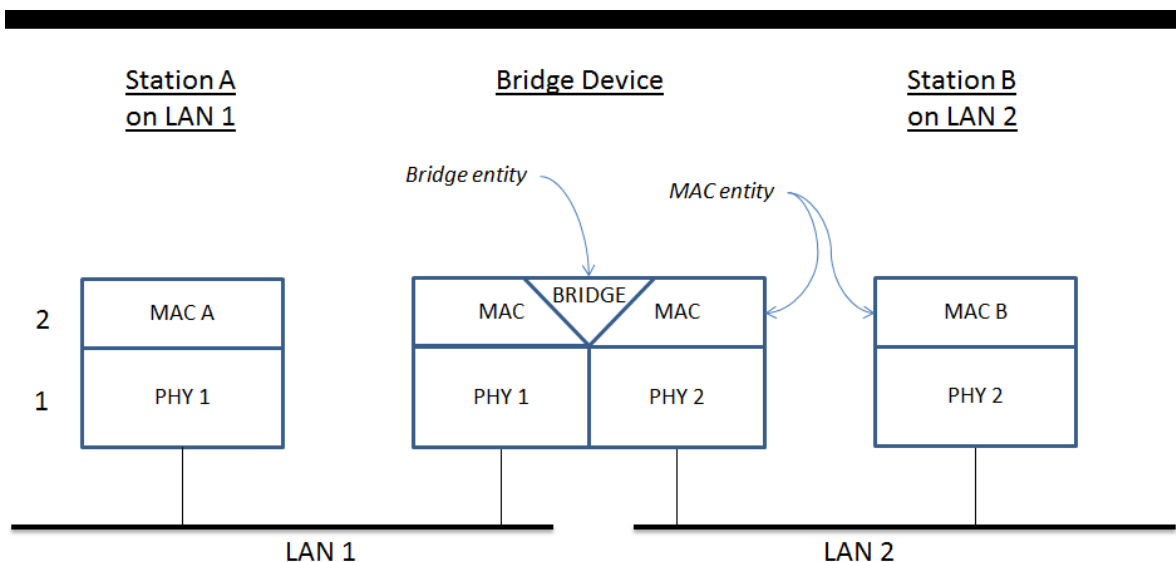 Station A
on LAN 1
Bridge Device
Station B
on LAN 2
Bridge entity
MAC entity
2
MAC A
MAC
BRIDGE
MAC
MAC B
1
PHY 1
PHY 1
PHY 2
PHY 2
LAN 1
LAN 2